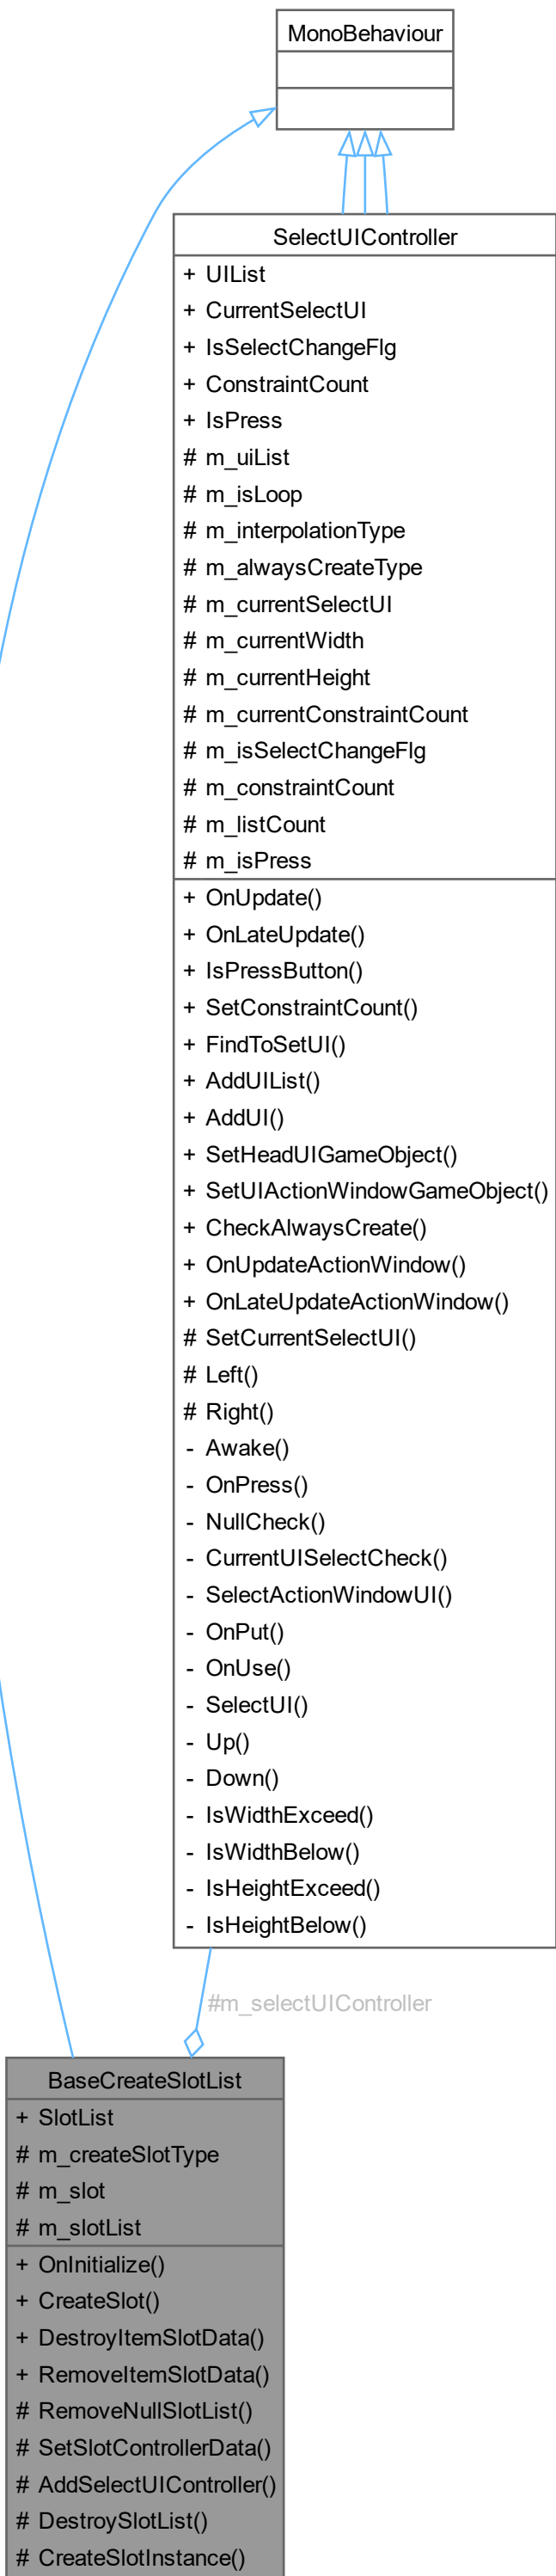 MonoBehaviour
SelectUIController
+ UIList
+ CurrentSelectUI
+ IsSelectChangeFlg
+ ConstraintCount
+ IsPress
# m_uiList
# m_isLoop
# m_interpolationType
# m_alwaysCreateType
# m_currentSelectUI
# m_currentWidth
# m_currentHeight
# m_currentConstraintCount
# m_isSelectChangeFlg
# m_constraintCount
# m_listCount
# m_isPress
+ OnUpdate()
+ OnLateUpdate()
+ IsPressButton()
+ SetConstraintCount()
+ FindToSetUI()
+ AddUIList()
+ AddUI()
+ SetHeadUIGameObject()
+ SetUIActionWindowGameObject()
+ CheckAlwaysCreate()
+ OnUpdateActionWindow()
+ OnLateUpdateActionWindow()
# SetCurrentSelectUI()
# Left()
# Right()
- Awake()
- OnPress()
- NullCheck()
- CurrentUISelectCheck()
- SelectActionWindowUI()
- OnPut()
- OnUse()
- SelectUI()
- Up()
- Down()
- IsWidthExceed()
- IsWidthBelow()
- IsHeightExceed()
- IsHeightBelow()
#m_selectUIController
BaseCreateSlotList
+ SlotList
# m_createSlotType
# m_slot
# m_slotList
+ OnInitialize()
+ CreateSlot()
+ DestroyItemSlotData()
+ RemoveItemSlotData()
# RemoveNullSlotList()
# SetSlotControllerData()
# AddSelectUIController()
# DestroySlotList()
# CreateSlotInstance()